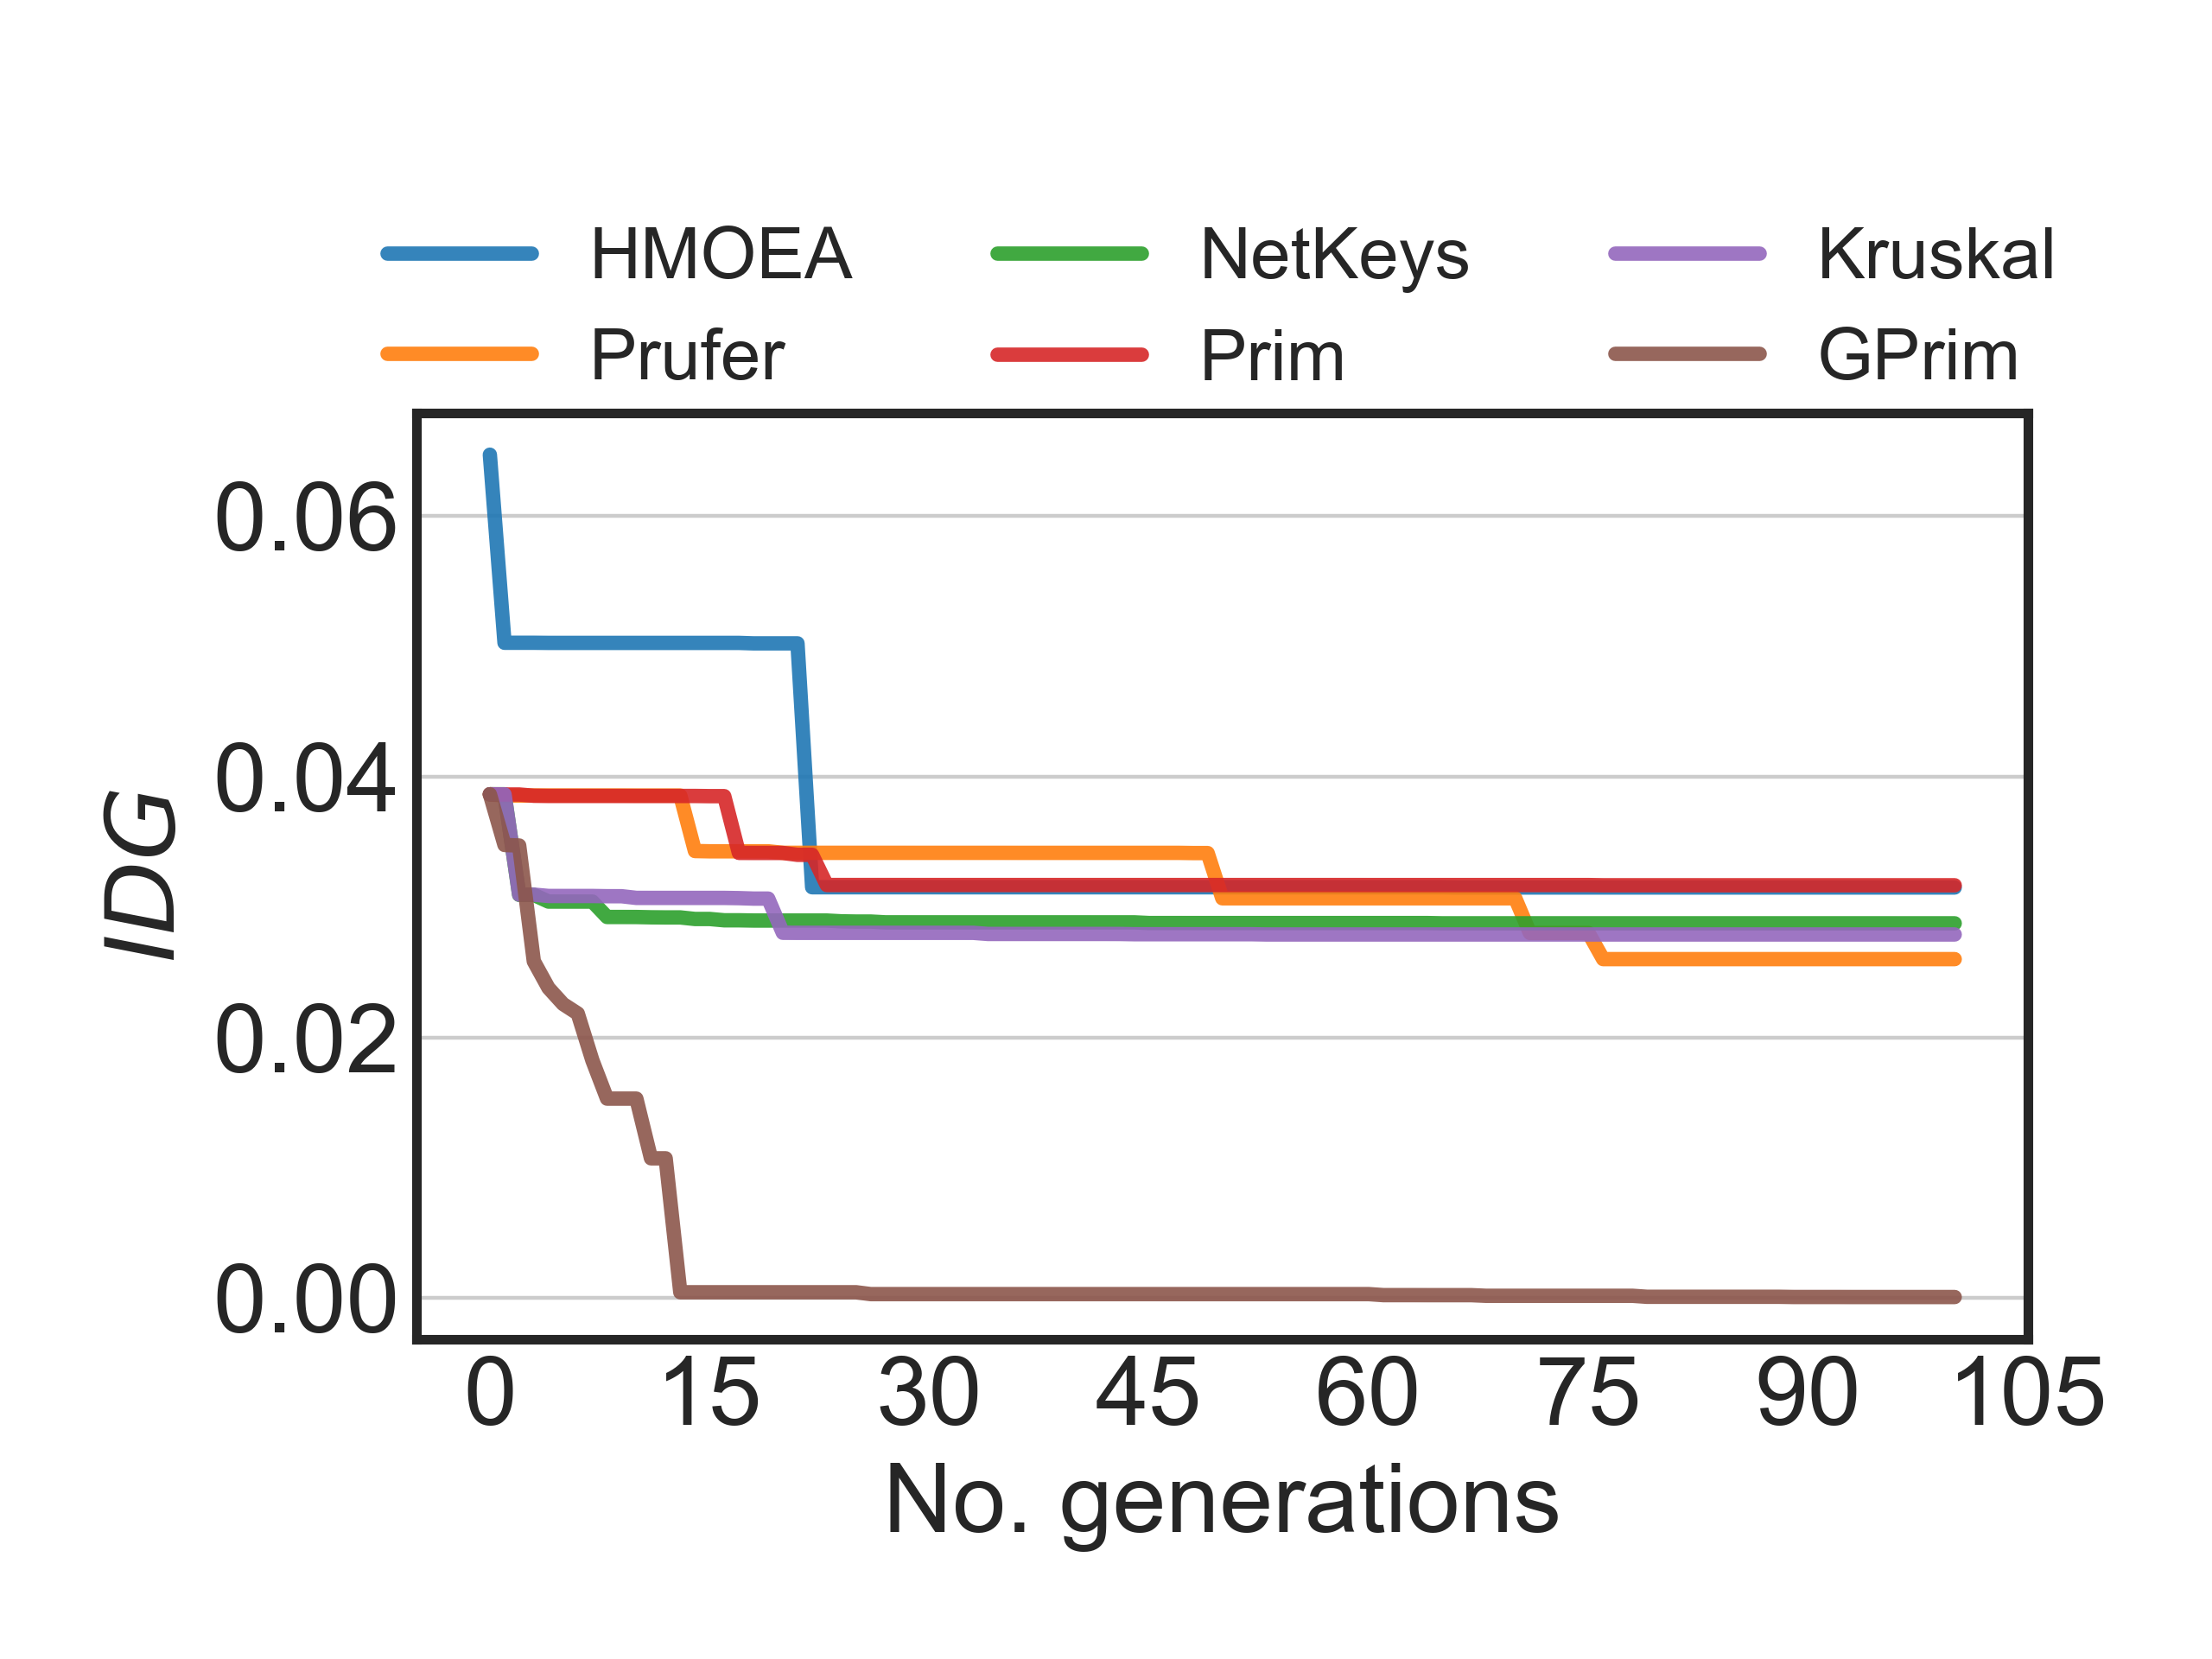 HMOEA NetKeys Kruskal
Prufer Prim GPrim
0.06
0.04
0.02
0.00
IDG
0 15 30 45 60 75 90 105
No. generations